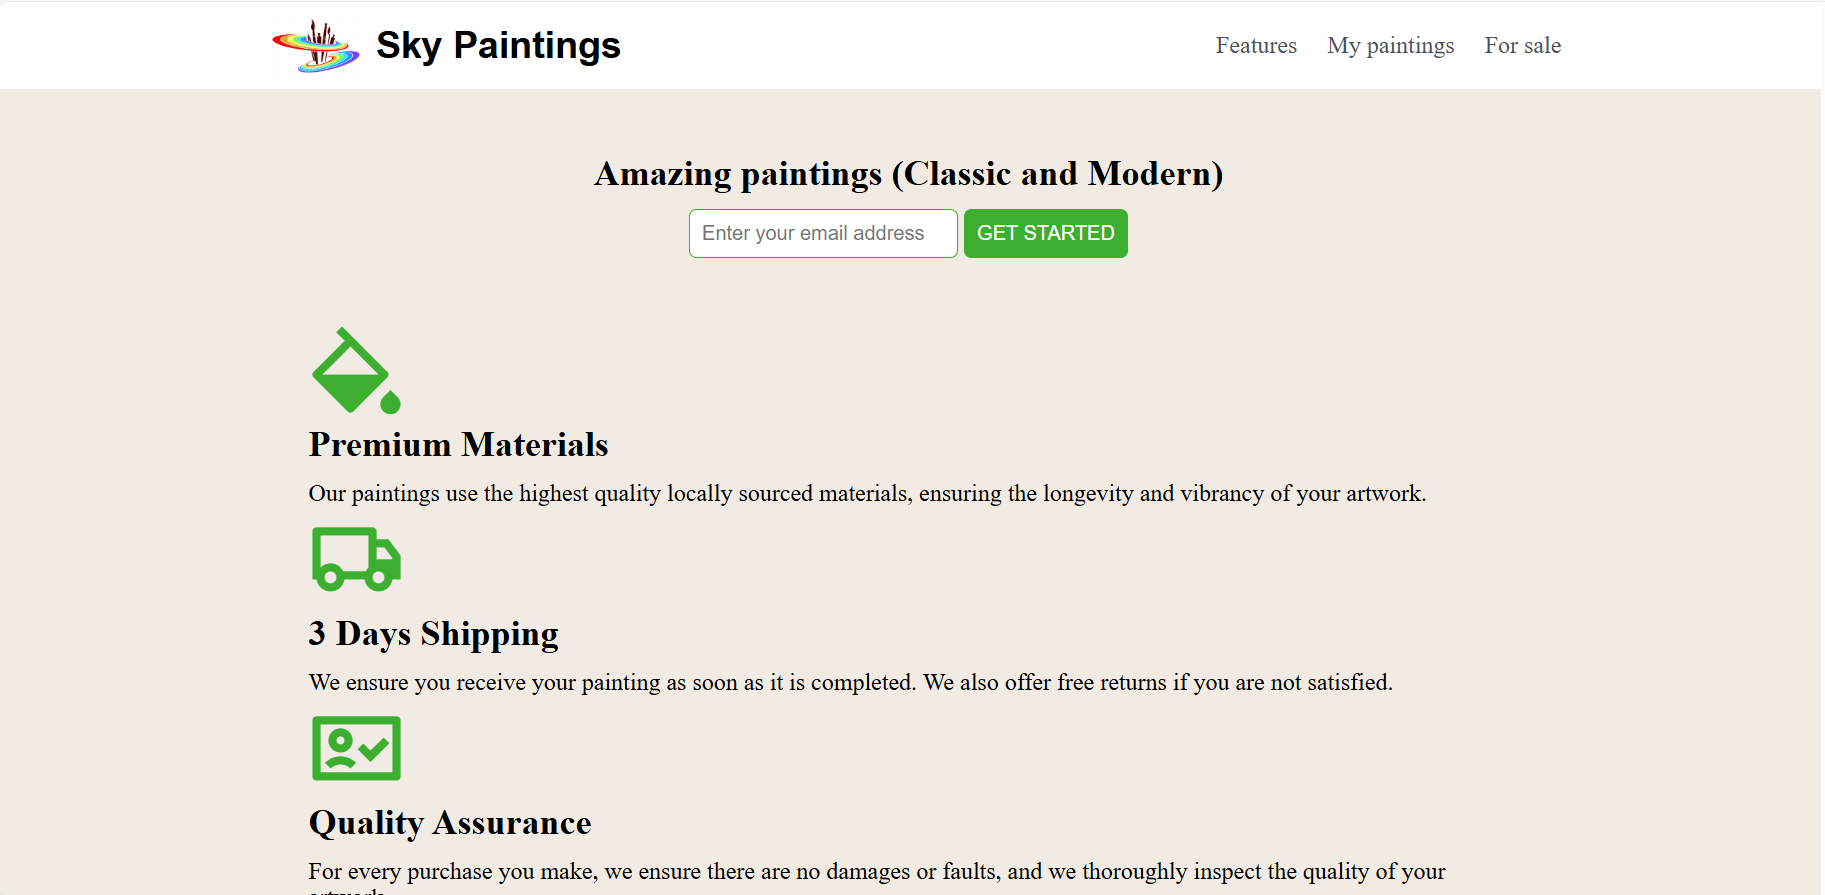 Sky Paintings
Features My paintings For sale
Amazing paintings (Classic and Modern)
Enter your email address GET STARTED
Premium Materials
Our paintings use the highest quality locally sourced materials, ensuring the longevity and vibrancy of your artwork.
3 Days Shipping
We ensure you receive your painting as soon as it is completed. We also offer free returns if you are not satisfied.
Quality Assurance
For every purchase you make, we ensure there are no damages or faults, and we thoroughly inspect the quality of your